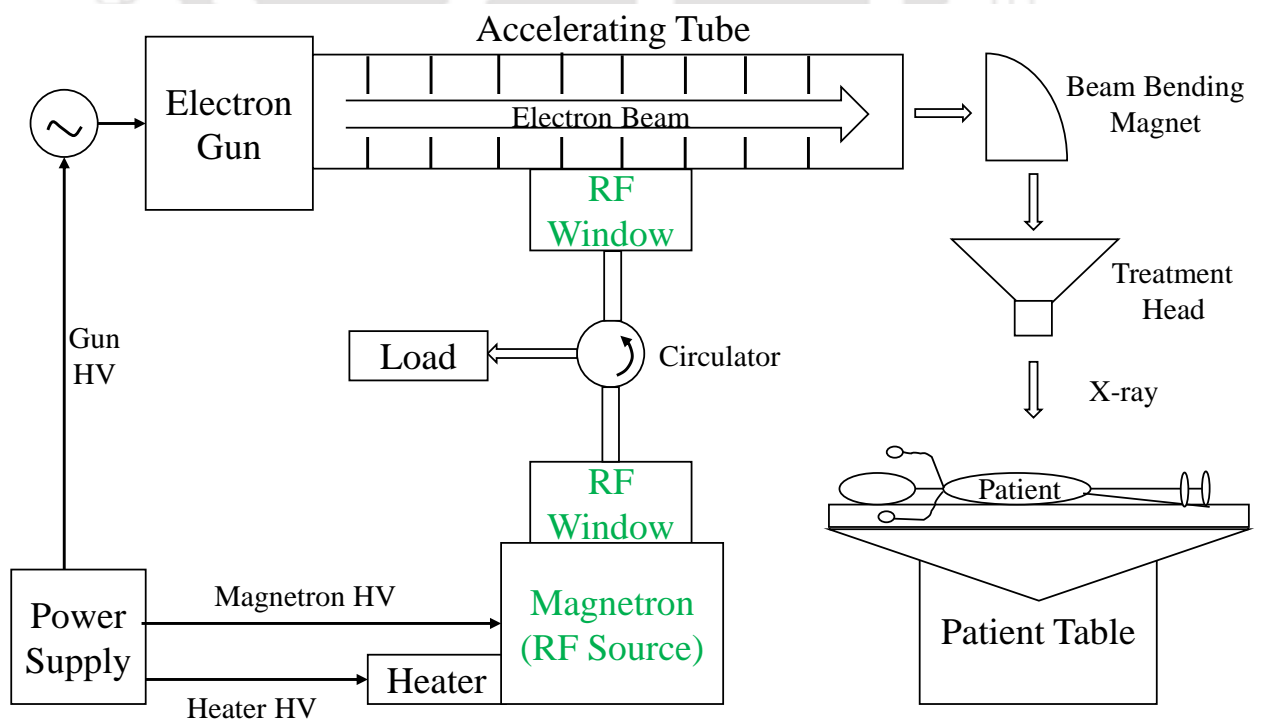 Accelerating Tube
Electron
Gun
Electron Beam
Beam Bending
Magnet
RF
Window
Treatment
Head
Gun
HV
Load
Circulator
X-ray
RF
Window
Patient
Power
Supply
Magnetron HV
Magnetron
(RF Source)
Patient Table
Heater
Heater HV